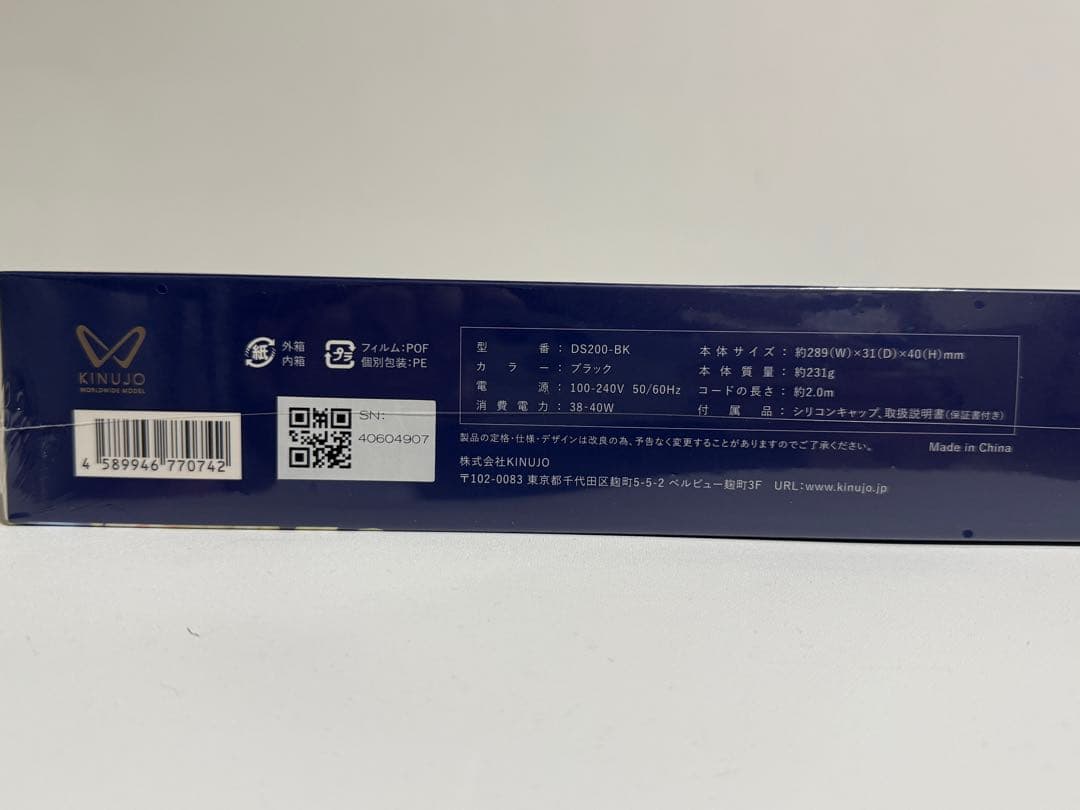 KINUJO
WORLDWIDE MODEL
4 589946 770742
紙 外箱
内箱
プラ フィルム:POF
個別包装:PE
SN:
40604907
型番：DS200-BK
カラー：ブラック
電源：100-240V 50/60Hz
消費電力：38-40W
本体サイズ：約289(W)×31(D)×40(H)mm
本体質量：約231g
コードの長さ：約2.0m
付属品：シリコンキャップ、取扱説明書(保証書付き)
製品の定格・仕様・デザインは改良の為、予告なく変更することがありますのでご了承ください。
Made in China
株式会社KINUJO
〒102-0083 東京都千代田区麹町5-5-2 ベルビュー麹町3F URL:www.kinujo.jp